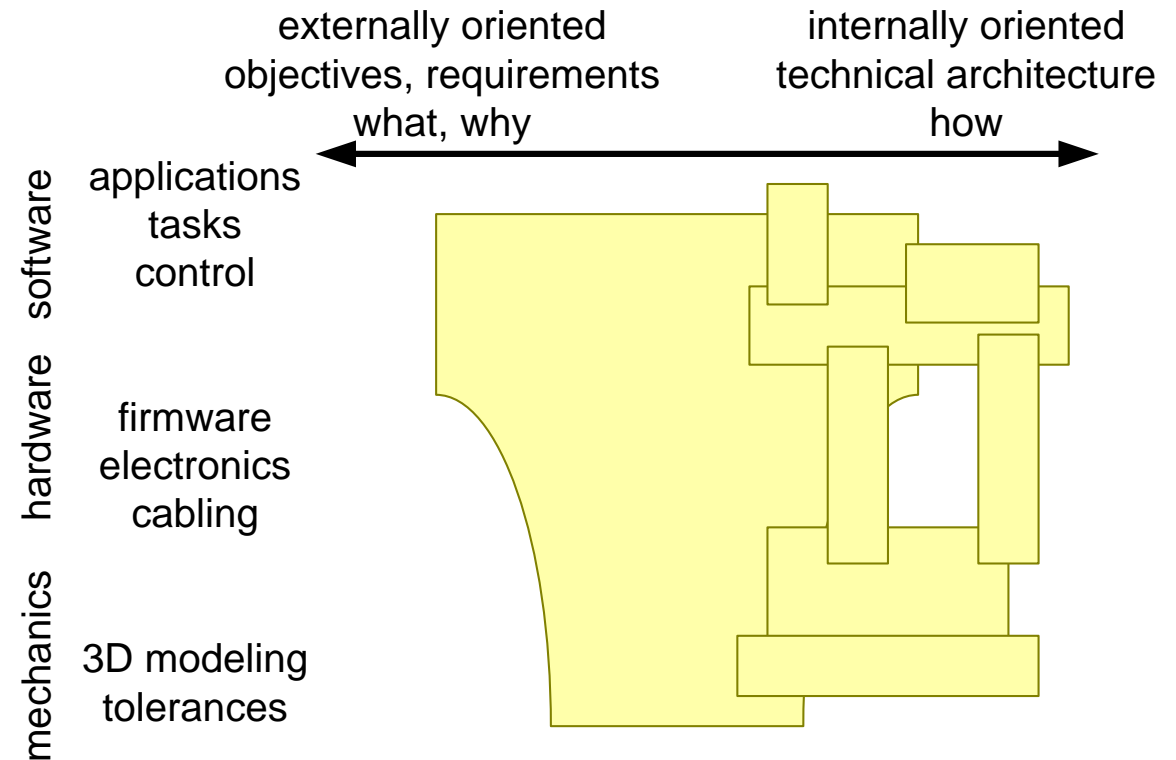 externally oriented
objectives, requirements
what, why
internally oriented
technical architecture
how
software
applications
tasks
control
hardware
firmware
electronics
cabling
mechanics
3D modeling
tolerances